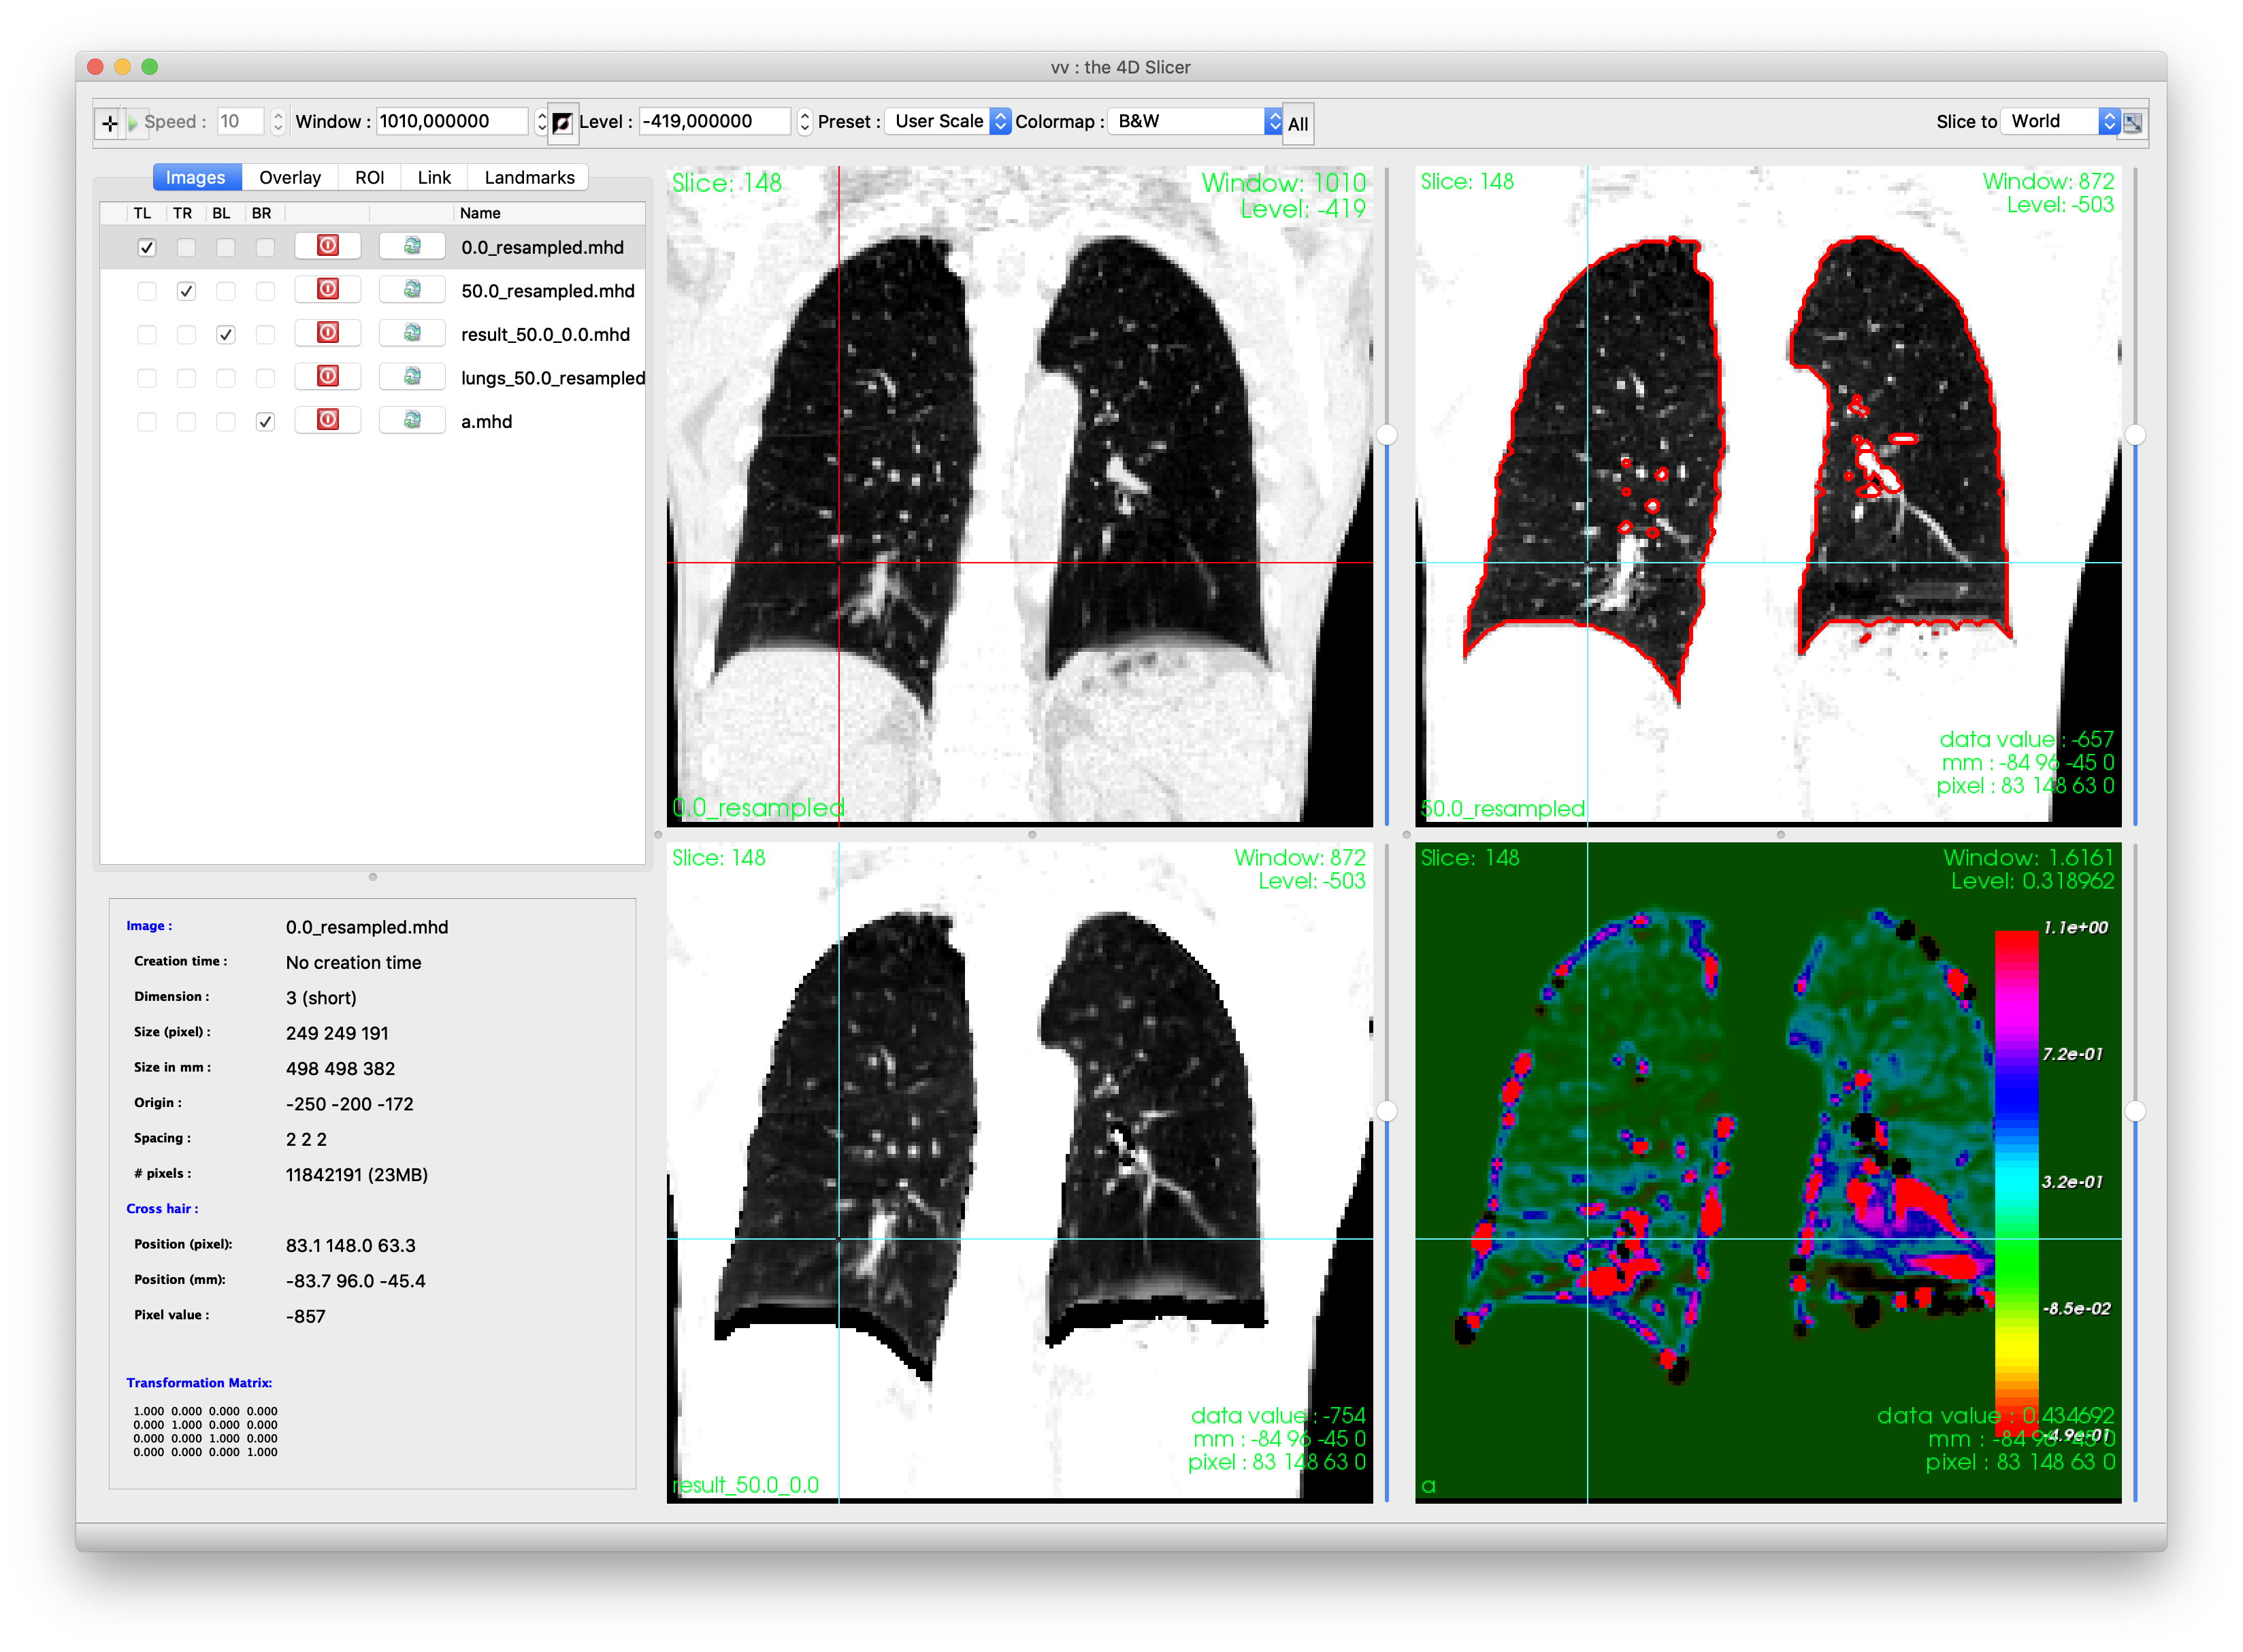 vv : the 4D Slicer
Speed : 10 Window : 1010,000000 Level : -419,000000 Preset : User Scale Colormap : B&W All Slice to World
Images Overlay ROI Link Landmarks
TL TR BL BR Name
0.0_resampled.mhd
50.0_resampled.mhd
result_50.0_0.0.mhd
lungs_50.0_resampled
a.mhd
Image : 0.0_resampled.mhd
Creation time : No creation time
Dimension : 3 (short)
Size (pixel) : 249 249 191
Size in mm : 498 498 382
Origin : -250 -200 -172
Spacing : 2 2 2
# pixels : 11842191 (23MB)
Cross hair :
Position (pixel): 83.1 148.0 63.3
Position (mm): -83.7 96.0 -45.4
Pixel value : -857
Transformation Matrix:
1.000 0.000 0.000 0.000
0.000 1.000 0.000 0.000
0.000 0.000 1.000 0.000
0.000 0.000 0.000 1.000
Slice: 148 Window: 1010
Level: -419
0.0_resampled
Slice: 148 Window: 872
Level: -503
data value : -657
mm : -84 96 -45 0
pixel : 83 148 63 0
50.0_resampled
Slice: 148 Window: 872
Level: -503
data value : -754
mm : -84 96 -45 0
pixel : 83 148 63 0
result_50.0_0.0
Slice: 148 Window: 1.6161
Level: 0.318962
1.1e+00
7.2e-01
3.2e-01
-8.5e-02
-4.9e-01
data value : 0.434692
mm : -84 96 -45 0
pixel : 83 148 63 0
a